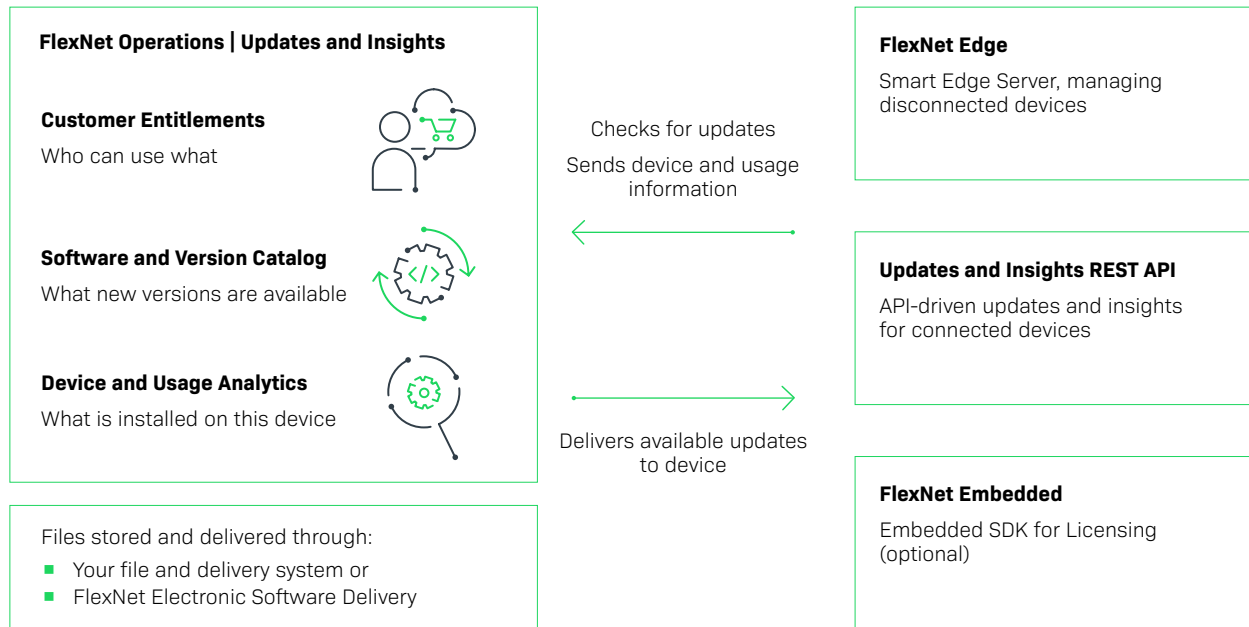 FlexNet Operations | Updates and Insights
Customer Entitlements
Who can use what
Software and Version Catalog
What new versions are available
</>
Device and Usage Analytics
What is installed on this device
Files stored and delivered through:
Your file and delivery system or
FlexNet Electronic Software Delivery
Checks for updates
Sends device and usage
information
Delivers available updates
to device
FlexNet Edge
Smart Edge Server, managing
disconnected devices
Updates and Insights REST API
API-driven updates and insights
for connected devices
FlexNet Embedded
Embedded SDK for Licensing
(optional)